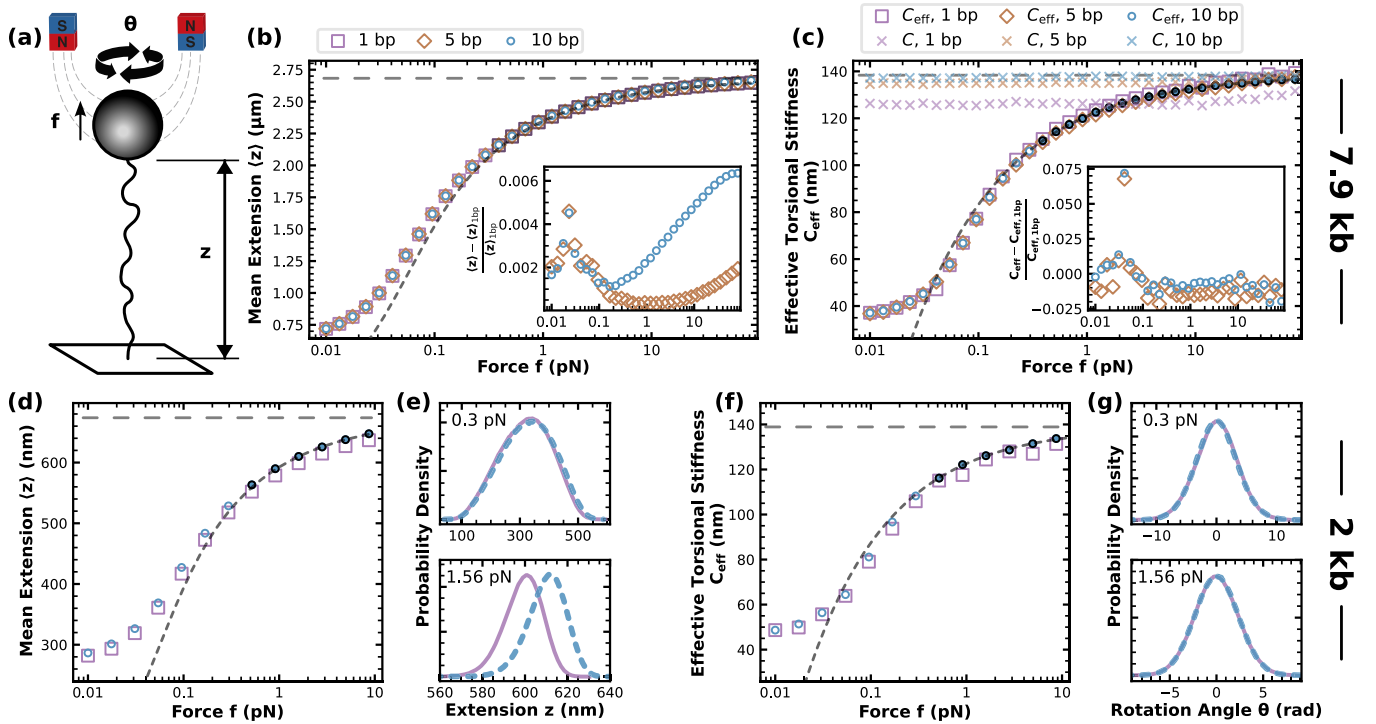 (a)
S
N
N
S
θ
f
z
(b)
1 bp
5 bp
10 bp
Mean Extension ⟨z⟩ (μm)
2.75
2.50
2.25
2.00
1.75
1.50
1.25
1.00
0.75
0.01
0.1
1
10
Force f (pN)
⟨z⟩ − ⟨z⟩1bp
⟨z⟩1bp
0.006
0.004
0.002
0.01
0.1
1
10
(c)
Ceff, 1 bp
Ceff, 5 bp
Ceff, 10 bp
C, 1 bp
C, 5 bp
C, 10 bp
Effective Torsional Stiffness
Ceff (nm)
140
120
100
80
60
40
0.01
0.1
1
10
Force f (pN)
Ceff − Ceff,1bp
Ceff,1bp
0.075
0.050
0.025
0.000
−0.025
0.01
0.1
1
10
7.9 kb
(d)
Mean Extension ⟨z⟩ (nm)
600
500
400
300
0.01
0.1
1
10
Force f (pN)
(e)
Probability Density
0.3 pN
100
300
500
1.56 pN
560
580
600
620
640
Extension z (nm)
(f)
Effective Torsional Stiffness
Ceff (nm)
140
120
100
80
60
40
0.01
0.1
1
10
Force f (pN)
(g)
Probability Density
0.3 pN
−10
0
10
1.56 pN
−5
0
5
Rotation Angle θ (rad)
2 kb